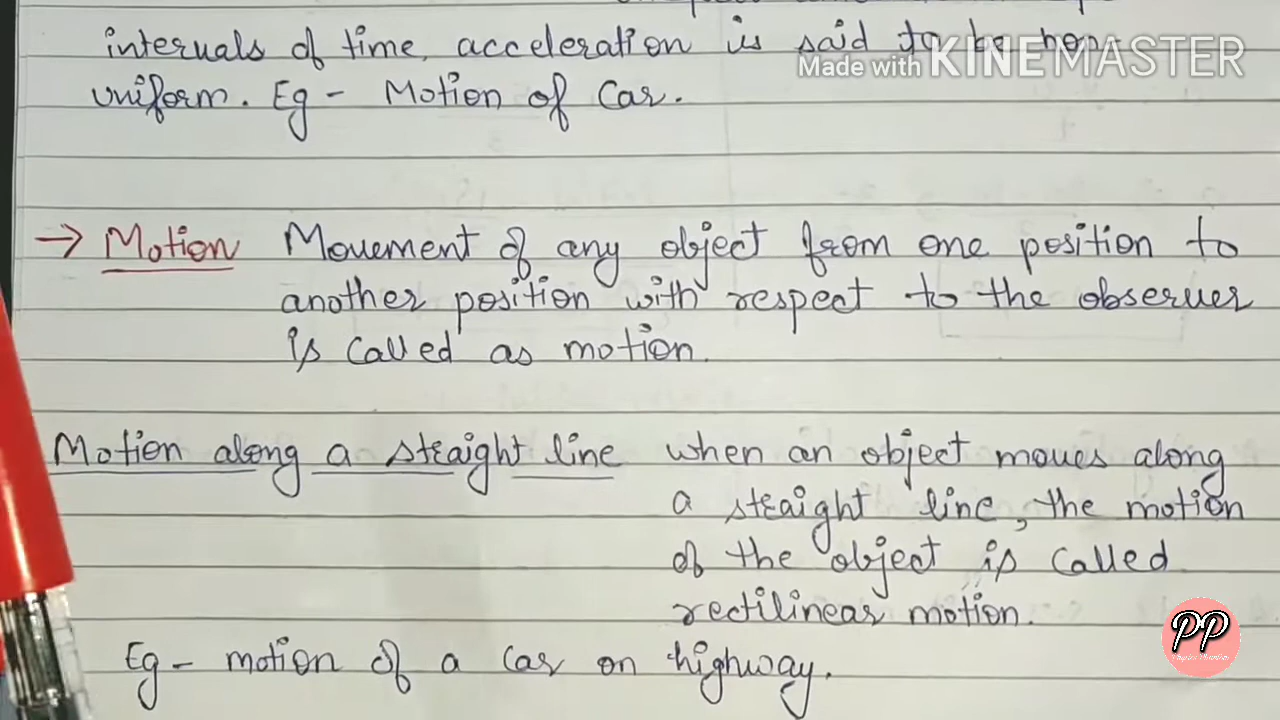 intervals of time, acceleration is said to be non
Made with KINEMASTER
uniform. Eg - Motion of Car.
→ Motion Movement of any object from one position to
another position with respect to the observer
is called as motion.
Motion along a straight line when an object moves along
a straight line, the motion
of the object is called
rectilinear motion.
PP
Eg - motion of a car on highway.